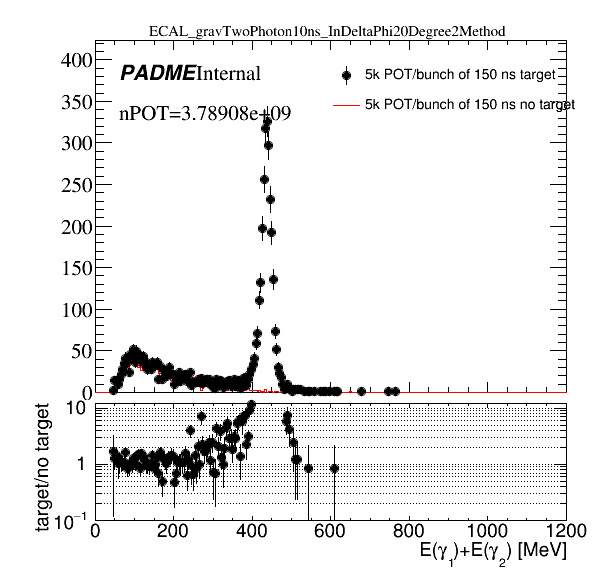 ECAL_gravTwoPhoton10ns_InDeltaPhi20Degree2Method
PADME Internal
nPOT=3.78908e+09
5k POT/bunch of 150 ns target
5k POT/bunch of 150 ns no target
400
350
300
250
200
150
100
50
0
target/no target
10
1
10⁻¹
0 200 400 600 800 1000 1200
E(γ₁)+E(γ₂) [MeV]